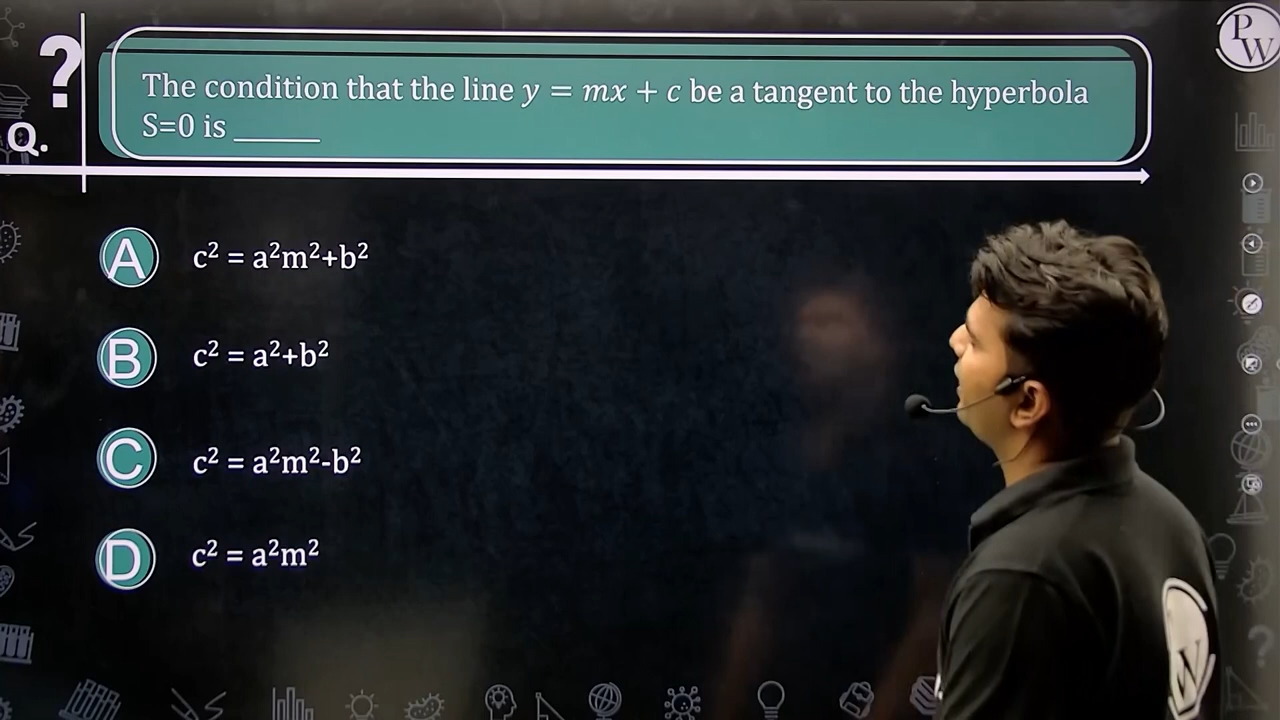 PW
?
Q.
The condition that the line y = mx + c be a tangent to the hyperbola
S=0 is ______
A c² = a²m²+b²
B c² = a²+b²
C c² = a²m²-b²
D c² = a²m²